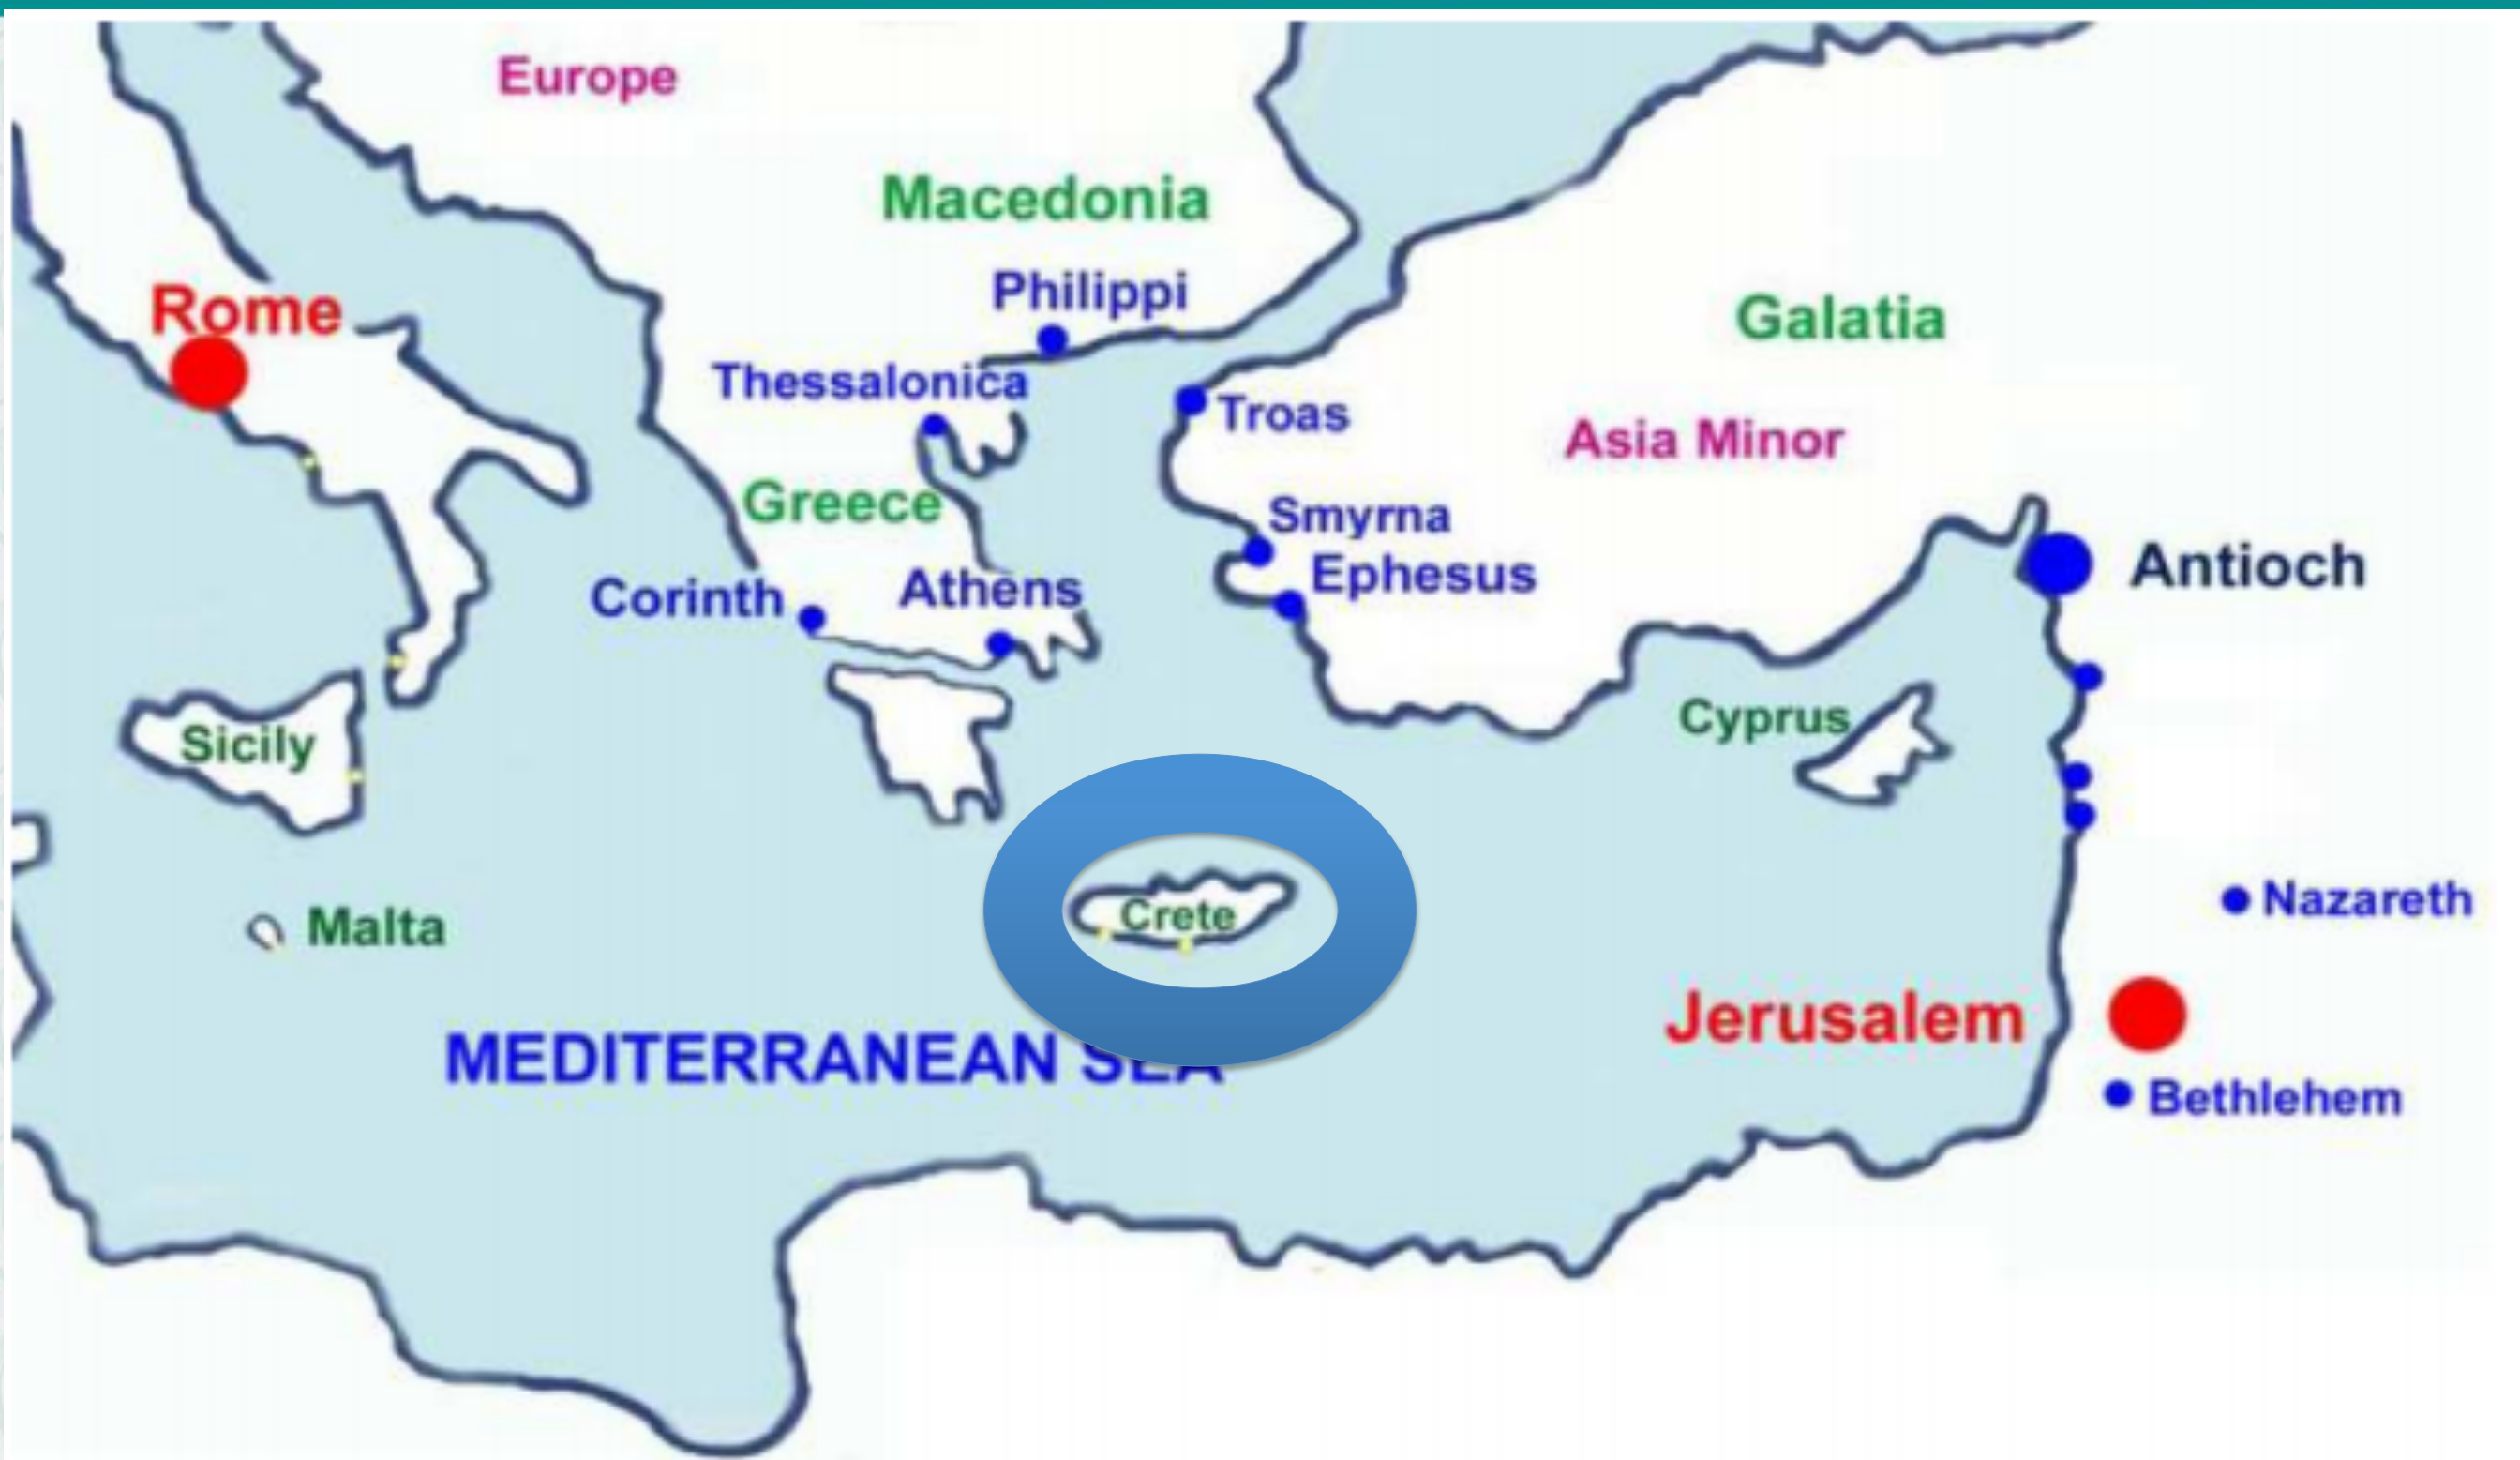 Europe
Macedonia
Philippi
Rome
Galatia
Thessalonica
Troas
Asia Minor
Greece
Smyrna
Antioch
Ephesus
Corinth
Athens
Cyprus
Sicily
Crete
Malta
Nazareth
Jerusalem
MEDITERRANEAN SEA
Bethlehem